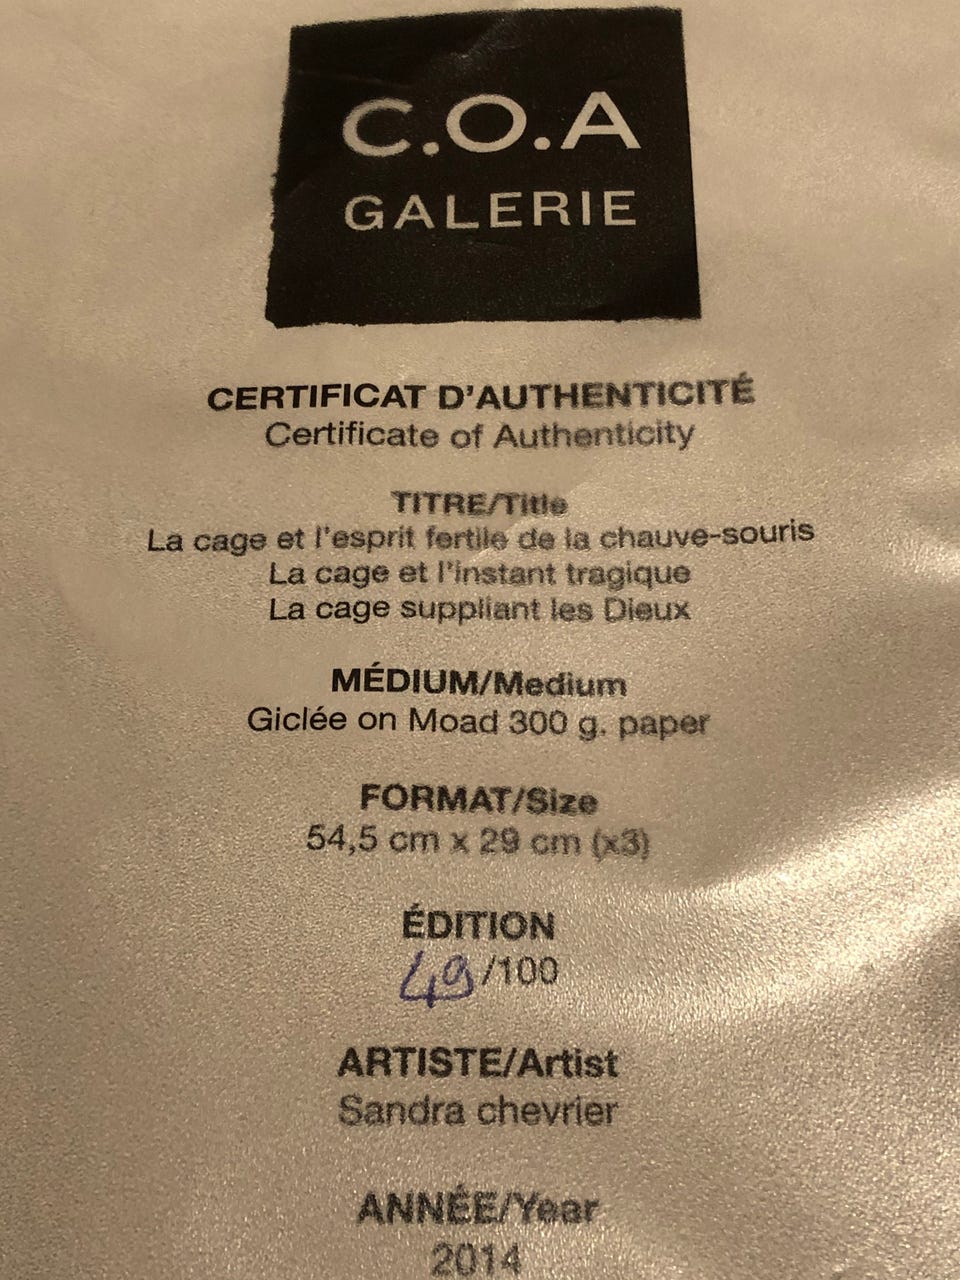 C.O.A
GALERIE
CERTIFICAT D'AUTHENTICITÉ
Certificate of Authenticity
TITRE/Title
La cage et l'esprit fertile de la chauve-souris
La cage et l'instant tragique
La cage suppliant les Dieux
MÉDIUM/Medium
Giclée on Moad 300 g. paper
FORMAT/Size
54,5 cm x 29 cm (x3)
ÉDITION
49/100
ARTISTE/Artist
Sandra chevrier
ANNÉE/Year
2014